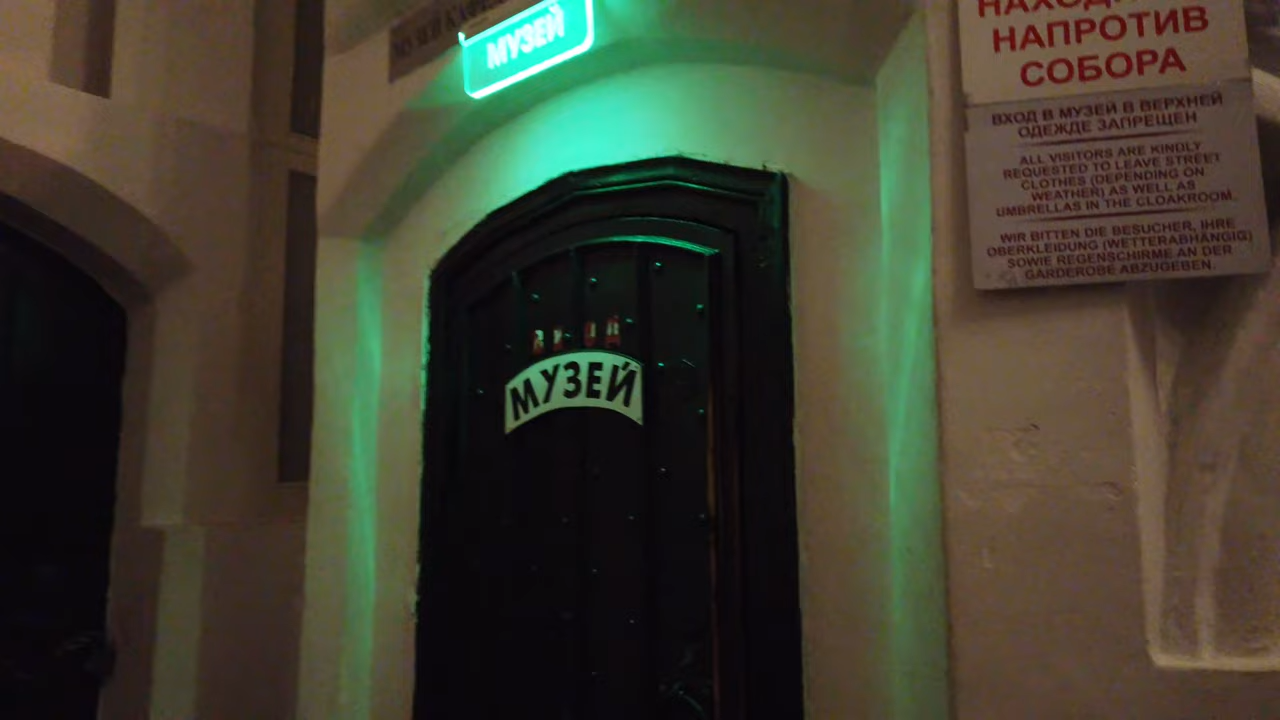 МУЗЕЙ
МУЗЕЙ
НАПРОТИВ
СОБОРА
ВХОД В МУЗЕЙ В ВЕРХНЕЙ
ОДЕЖДЕ ЗАПРЕЩЕН
ALL VISITORS ARE KINDLY
REQUESTED TO LEAVE STREET
CLOTHES (DEPENDING ON
WEATHER) AS WELL AS
UMBRELLAS IN THE CLOAKROOM.
WIR BITTEN DIE BESUCHER, IHRE
OBERKLEIDUNG (WETTERABHÄNGIG)
SOWIE REGENSCHIRME AN DER
GARDEROBE ABZUGEBEN.